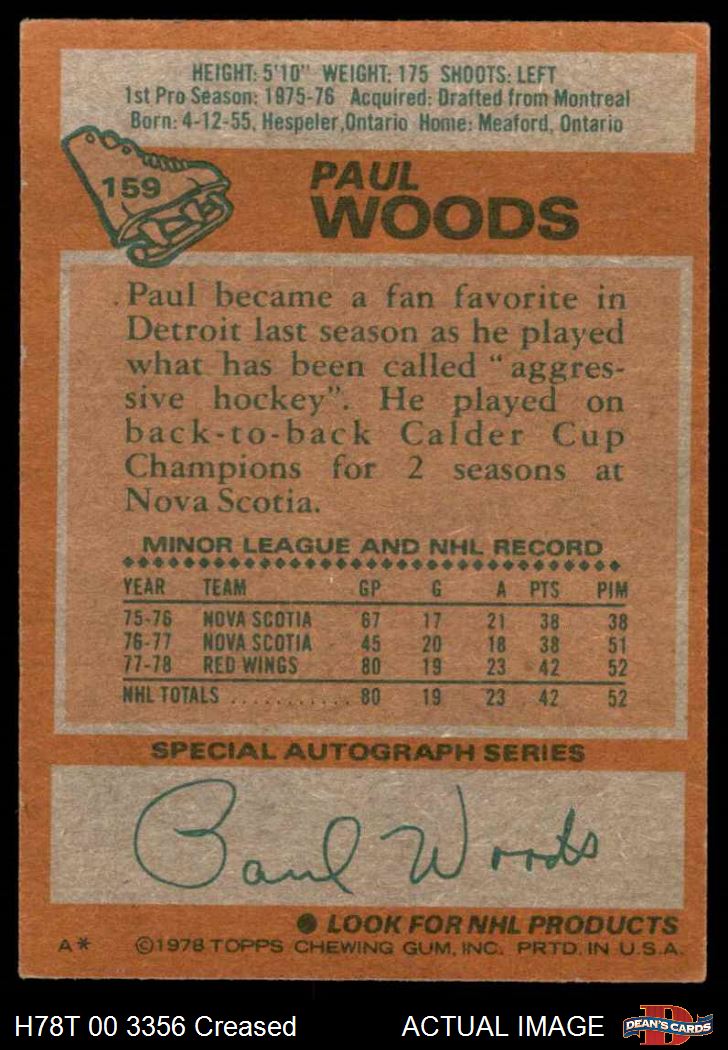 HEIGHT: 5'10" WEIGHT: 175 SHOOTS: LEFT
1st Pro Season: 1975-76 Acquired: Drafted from Montreal
Born: 4-12-55, Hespeler, Ontario Home: Meaford, Ontario
159
PAUL
WOODS
Paul became a fan favorite in
Detroit last season as he played
what has been called "aggres-
sive hockey". He played on
back-to-back Calder Cup
Champions for 2 seasons at
Nova Scotia.
MINOR LEAGUE AND NHL RECORD
YEAR TEAM GP G A PTS PIM
75-76 NOVA SCOTIA 67 17 21 38 38
76-77 NOVA SCOTIA 45 20 18 38 51
77-78 RED WINGS 80 19 23 42 52
NHL TOTALS ............ 80 19 23 42 52
SPECIAL AUTOGRAPH SERIES
Paul Woods
● LOOK FOR NHL PRODUCTS
A* ©1978 TOPPS CHEWING GUM, INC. PRTD. IN U.S.A.
H78T 00 3356 Creased ACTUAL IMAGE D DEAN'S CARDS